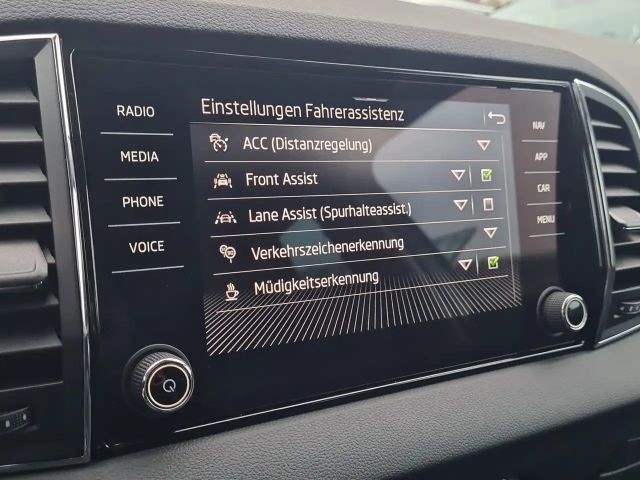 RADIO
MEDIA
PHONE
VOICE
Einstellungen Fahrerassistenz
ACC (Distanzregelung)
Front Assist
Lane Assist (Spurhalteassist.)
Verkehrszeichenerkennung
Müdigkeitserkennung
NAV
APP
CAR
MENU